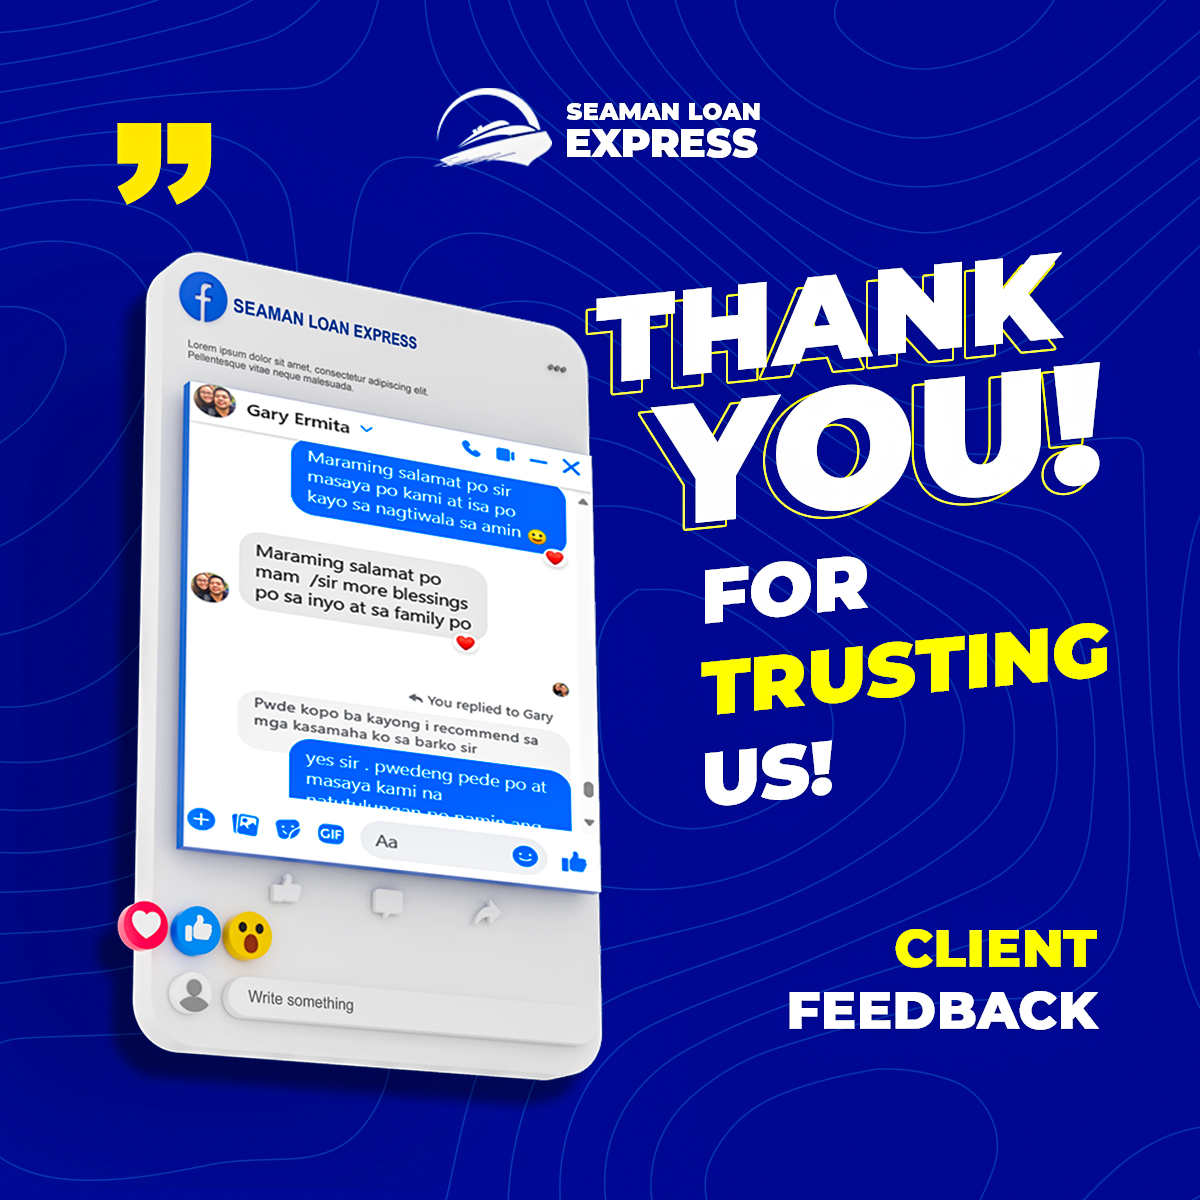 SEAMAN LOAN
EXPRESS
SEAMAN LOAN EXPRESS
Lorem ipsum dolor sit amet, consectetur adipiscing elit.
Pellentesque vitae neque malesuada.
Gary Ermita
Maraming salamat po sir
masaya po kami at isa po
kayo sa nagtiwala sa amin 🙂
Maraming salamat po
mam /sir more blessings
po sa inyo at sa family po
You replied to Gary
Pwde kopo ba kayong i recommend sa
mga kasamaha ko sa barko sir
yes sir . pwedeng pede po at
masaya kami na
natutulungan po namin ang
GIF
Aa
Write something
THANK
YOU!
FOR
TRUSTING
US!
CLIENT
FEEDBACK